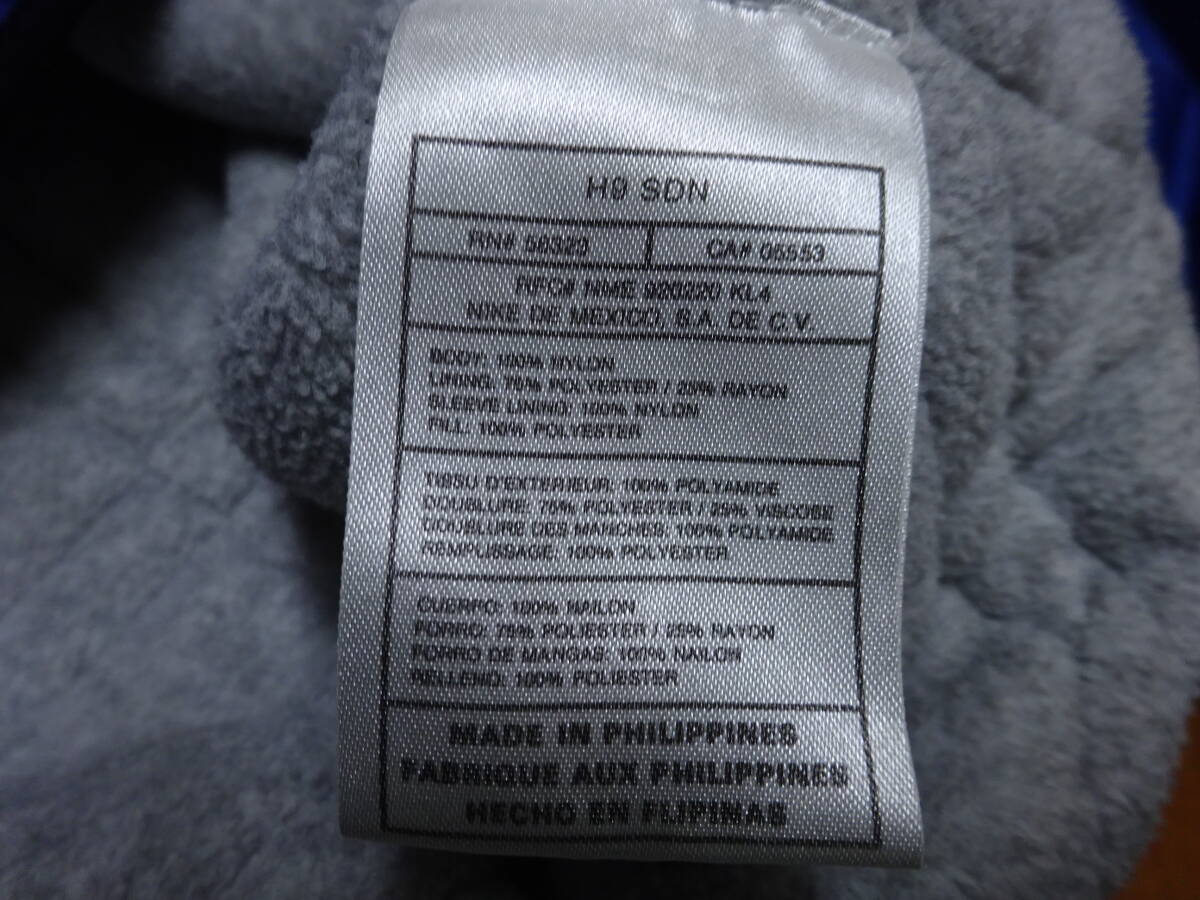 H9 SDN
RN# 56323 CA# 05553
RFC# NME 920220 KL4
NIKE DE MEXICO, S.A. DE C.V.
BODY: 100% NYLON
LINING: 75% POLYESTER / 25% RAYON
SLEEVE LINING: 100% NYLON
FILL: 100% POLYESTER
TISSU D'EXTERIEUR: 100% POLYAMIDE
DOUBLURE: 75% POLYESTER / 25% VISCOSE
DOUBLURE DES MANCHES: 100% POLYAMIDE
REMPLISSAGE: 100% POLYESTER
CUERPO: 100% NAILON
FORRO: 75% POLIESTER / 25% RAYON
FORRO DE MANGAS: 100% NAILON
RELLENO: 100% POLIESTER
MADE IN PHILIPPINES
FABRIQUE AUX PHILIPPINES
HECHO EN FLIPINAS